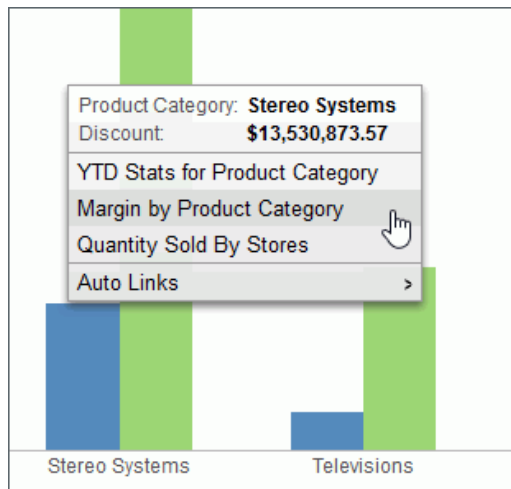 Product Category: Stereo Systems
Discount: $13,530,873.57
YTD Stats for Product Category
Margin by Product Category
Quantity Sold By Stores
Auto Links >
Stereo Systems Televisions